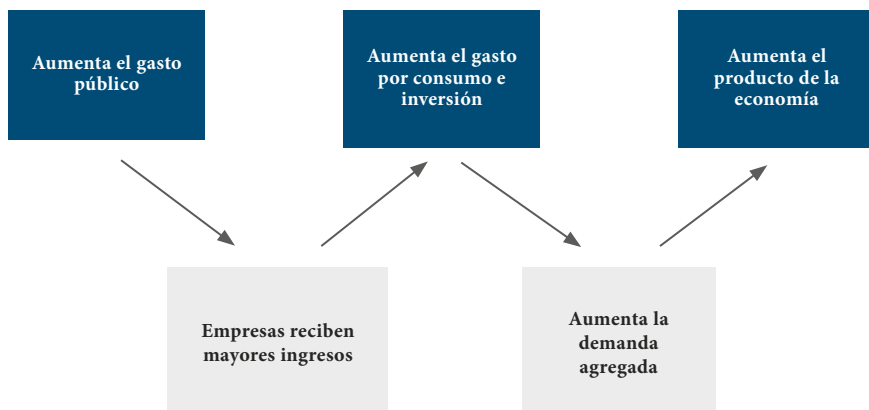 Aumenta el gasto
público
Empresas reciben
mayores ingresos
Aumenta el gasto
por consumo e
inversión
Aumenta la
demanda
agregada
Aumenta el
producto de la
economía